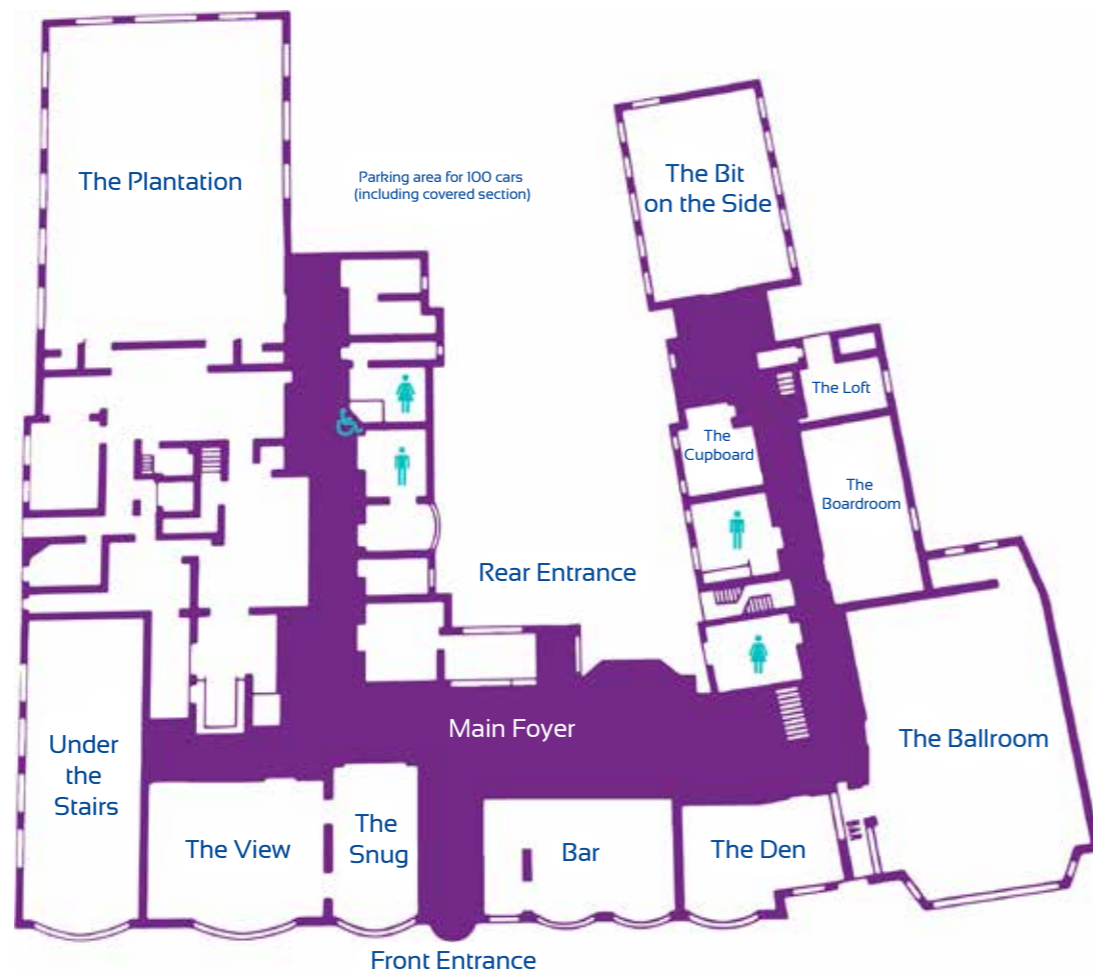 The Plantation
Parking area for 100 cars
(including covered section)
The Bit
on the Side
The Loft
The
Cupboard
The
Boardroom
Rear Entrance
Main Foyer
Under
the
Stairs
The View
The
Snug
Bar
The Den
BAR
The Ballroom
Front Entrance